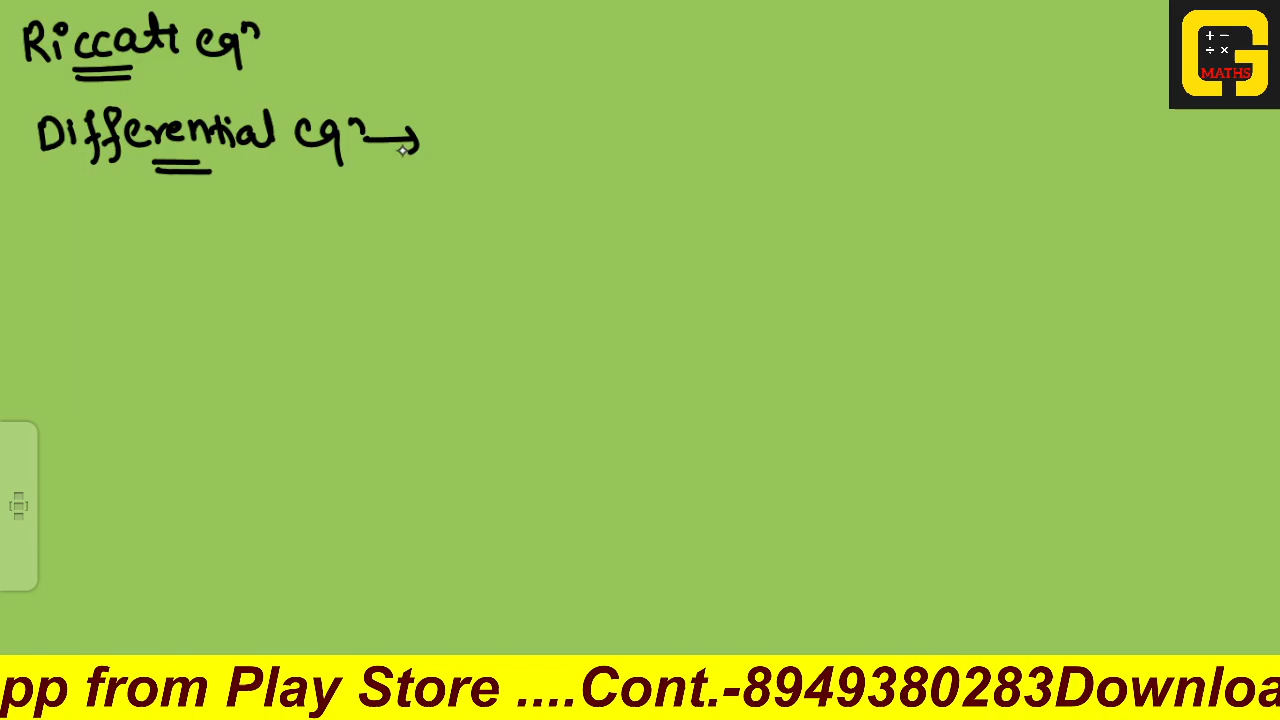 Riccati eqⁿ
Differential eqⁿ →
+ −
÷ ×
MATHS
pp from Play Store ....Cont.-8949380283Downloa